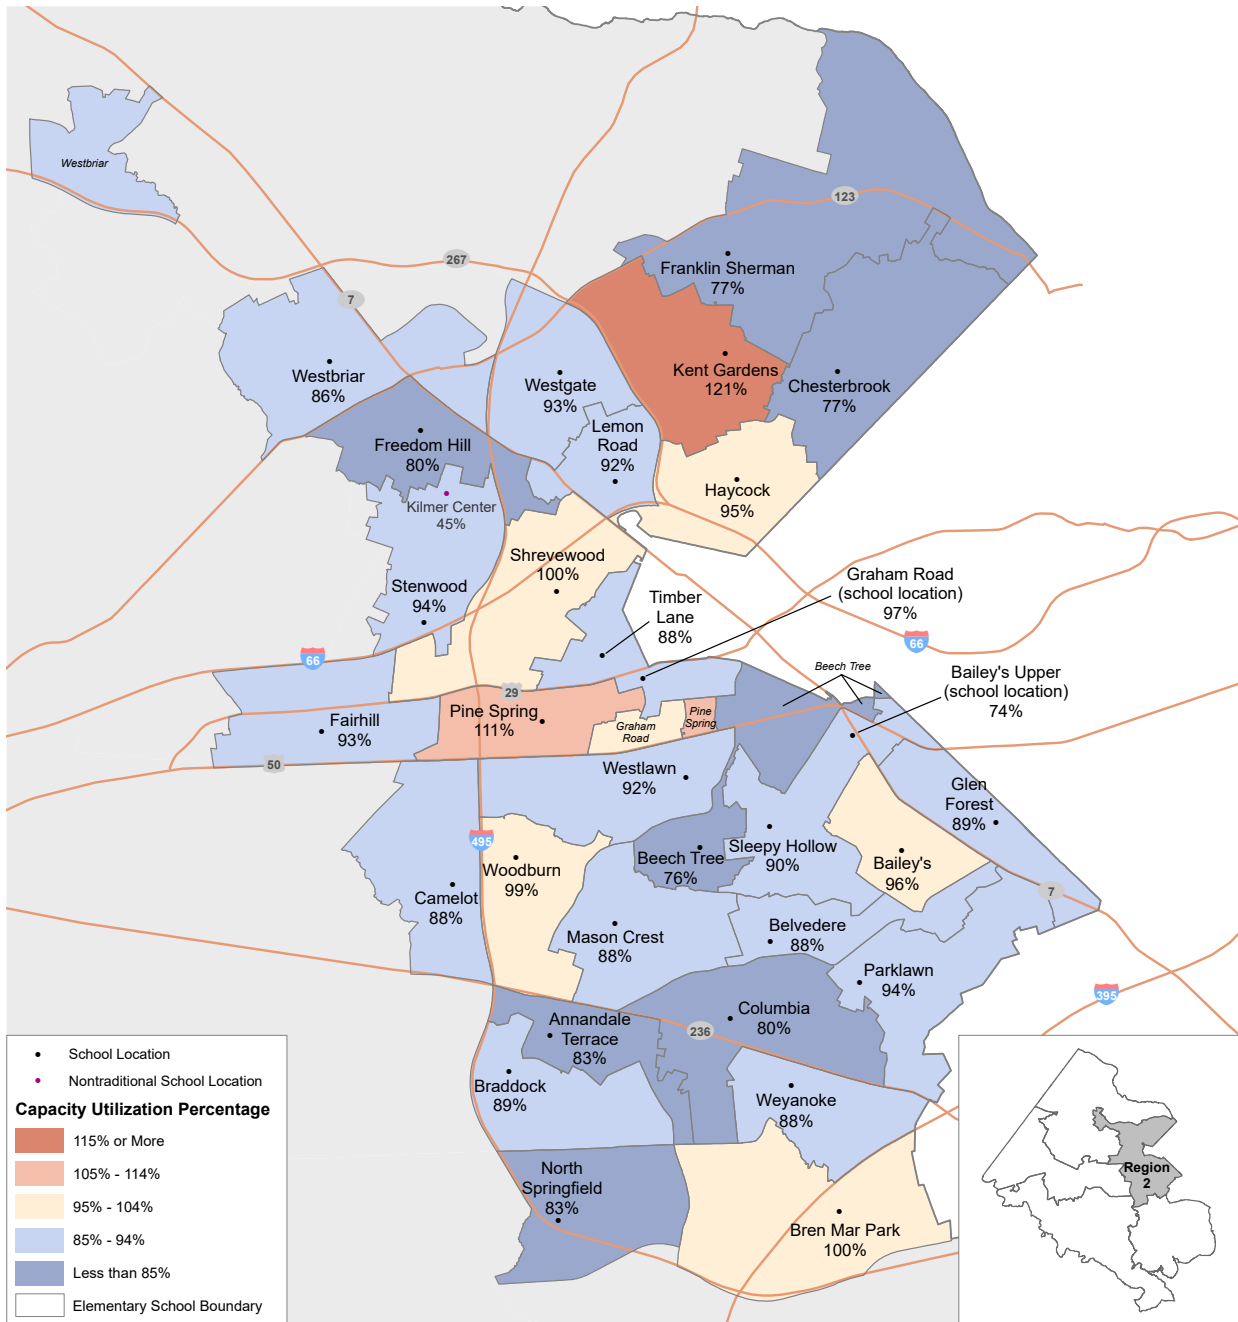 Westbriar
123
267
7
Franklin Sherman
77%
Westbriar
86%
Westgate
93%
Kent Gardens
121%
Chesterbrook
77%
Freedom Hill
80%
Lemon
Road
92%
Kilmer Center
45%
Haycock
95%
Shrevewood
100%
Stenwood
94%
Timber
Lane
88%
Graham Road
(school location)
97%
66
66
Beech Tree
Bailey's Upper
(school location)
74%
29
Pine Spring
111%
Graham
Road
Pine
Spring
Fairhill
93%
50
Westlawn
92%
Glen
Forest
89%
495
Woodburn
99%
Beech Tree
76%
Sleepy Hollow
90%
Bailey's
96%
7
Camelot
88%
Mason Crest
88%
Belvedere
88%
Parklawn
94%
395
Annandale
Terrace
83%
Columbia
80%
236
Braddock
89%
Weyanoke
88%
North
Springfield
83%
Bren Mar Park
100%
School Location
Nontraditional School Location
Capacity Utilization Percentage
115% or More
105% - 114%
95% - 104%
85% - 94%
Less than 85%
Elementary School Boundary
Region
2